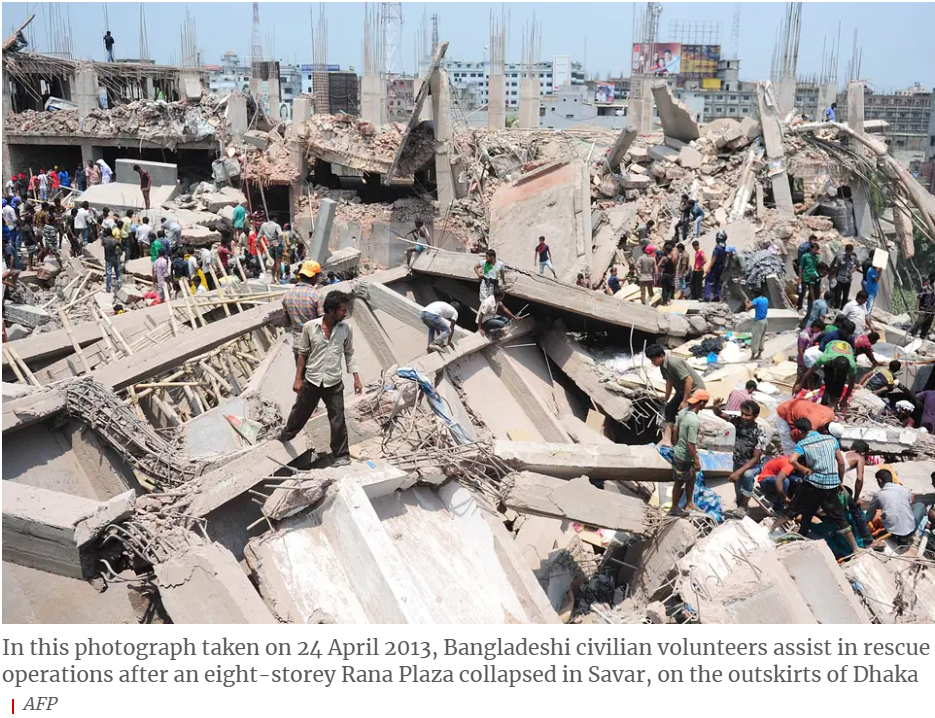 In this photograph taken on 24 April 2013, Bangladeshi civilian volunteers assist in rescue
operations after an eight-storey Rana Plaza collapsed in Savar, on the outskirts of Dhaka
AFP